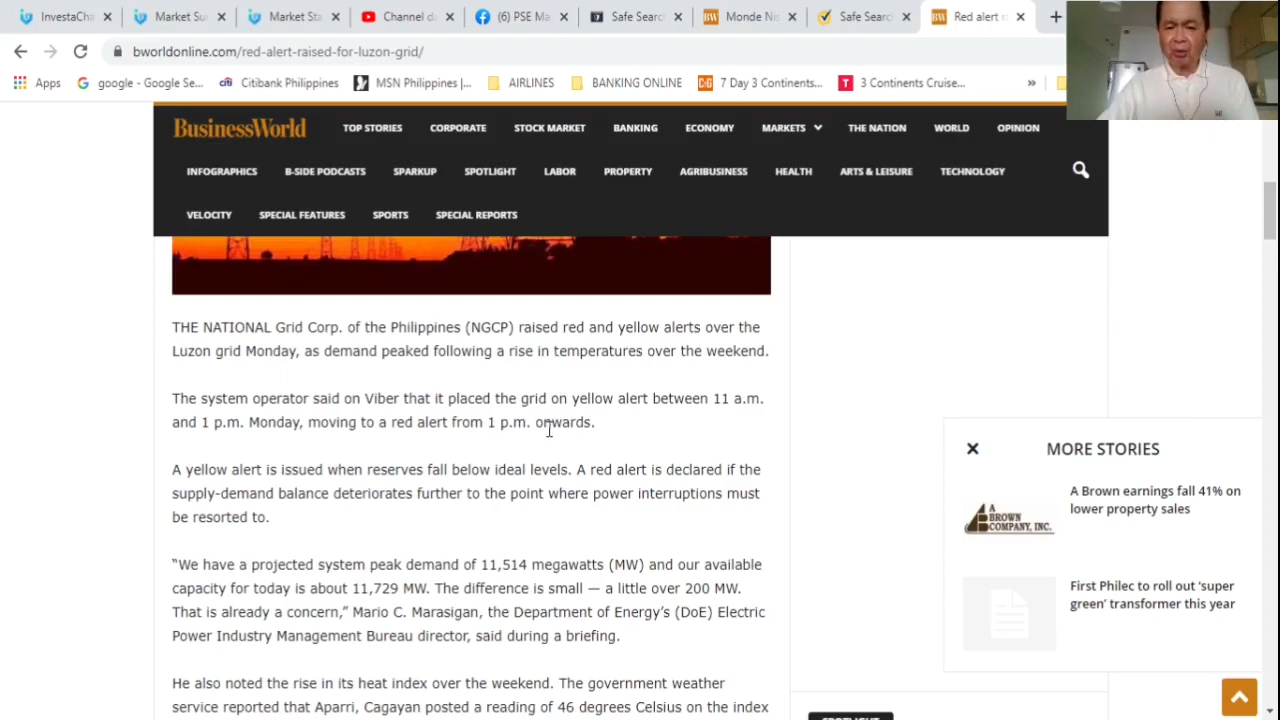 InvestaCha
Market Su
Market Sta
Channel da
(6) PSE Ma
Safe Searc
Monde Nis
Safe Searc
Red alert r
bworldonline.com/red-alert-raised-for-luzon-grid/
Apps
google - Google Se...
Citibank Philippines
MSN Philippines |...
AIRLINES
BANKING ONLINE
7 Day 3 Continents...
3 Continents Cruise...
»
BusinessWorld
TOP STORIES
CORPORATE
STOCK MARKET
BANKING
ECONOMY
MARKETS
THE NATION
WORLD
OPINION
INFOGRAPHICS
B-SIDE PODCASTS
SPARKUP
SPOTLIGHT
LABOR
PROPERTY
AGRIBUSINESS
HEALTH
ARTS & LEISURE
TECHNOLOGY
VELOCITY
SPECIAL FEATURES
SPORTS
SPECIAL REPORTS
THE NATIONAL Grid Corp. of the Philippines (NGCP) raised red and yellow alerts over the
Luzon grid Monday, as demand peaked following a rise in temperatures over the weekend.
The system operator said on Viber that it placed the grid on yellow alert between 11 a.m.
and 1 p.m. Monday, moving to a red alert from 1 p.m. onwards.
A yellow alert is issued when reserves fall below ideal levels. A red alert is declared if the
supply-demand balance deteriorates further to the point where power interruptions must
be resorted to.
“We have a projected system peak demand of 11,514 megawatts (MW) and our available
capacity for today is about 11,729 MW. The difference is small — a little over 200 MW.
That is already a concern,” Mario C. Marasigan, the Department of Energy’s (DoE) Electric
Power Industry Management Bureau director, said during a briefing.
He also noted the rise in its heat index over the weekend. The government weather
service reported that Aparri, Cagayan posted a reading of 46 degrees Celsius on the index
MORE STORIES
A BROWN COMPANY, INC.
A Brown earnings fall 41% on
lower property sales
First Philec to roll out ‘super
green’ transformer this year
SPOTLIGHT